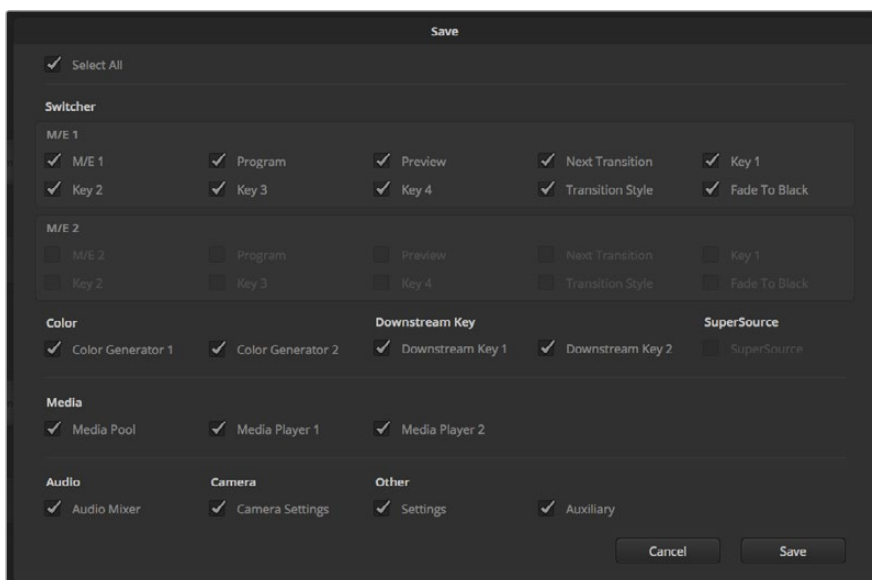 Save
Select All
Switcher
M/E 1
M/E 1 Program Preview Next Transition Key 1
Key 2 Key 3 Key 4 Transition Style Fade To Black
M/E 2
M/E 2 Program Preview Next Transition Key 1
Key 2 Key 3 Key 4 Transition Style Fade To Black
Color Downstream Key SuperSource
Color Generator 1 Color Generator 2 Downstream Key 1 Downstream Key 2 SuperSource
Media
Media Pool Media Player 1 Media Player 2
Audio Camera Other
Audio Mixer Camera Settings Settings Auxiliary
Cancel Save